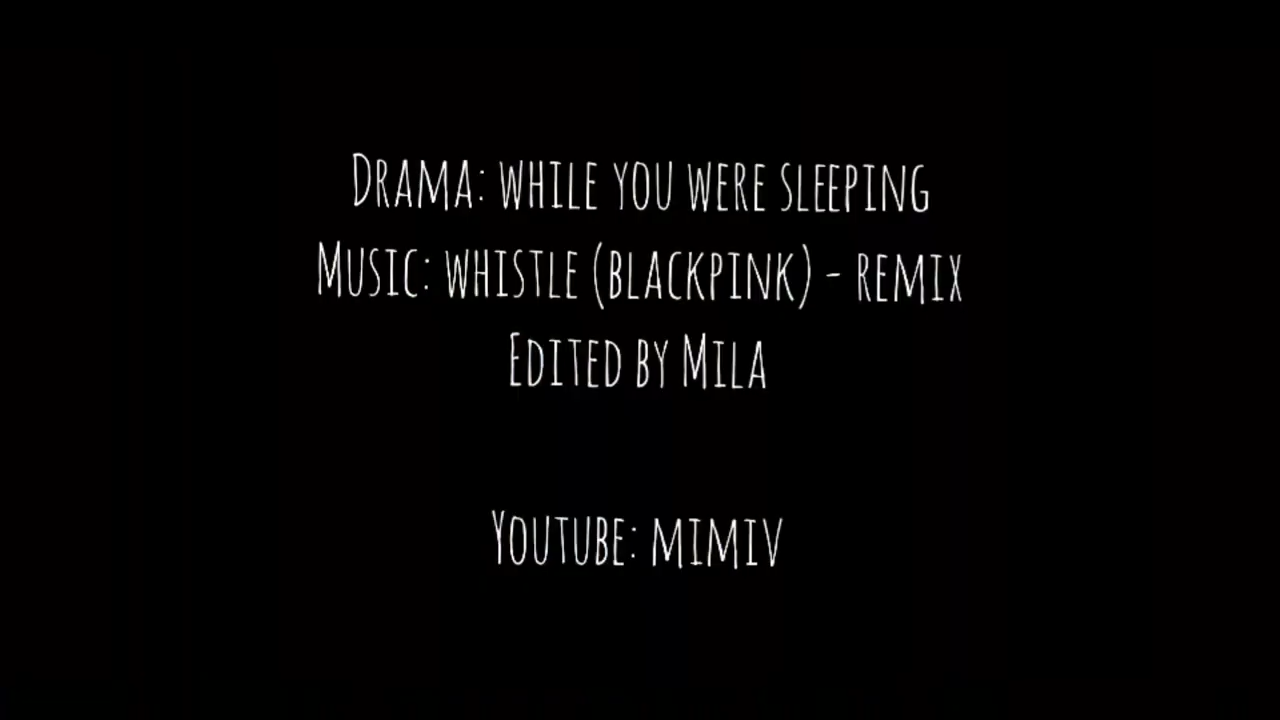 Drama: while you were sleeping
Music: whistle (blackpink) - remix
Edited by Mila
Youtube: mimiv